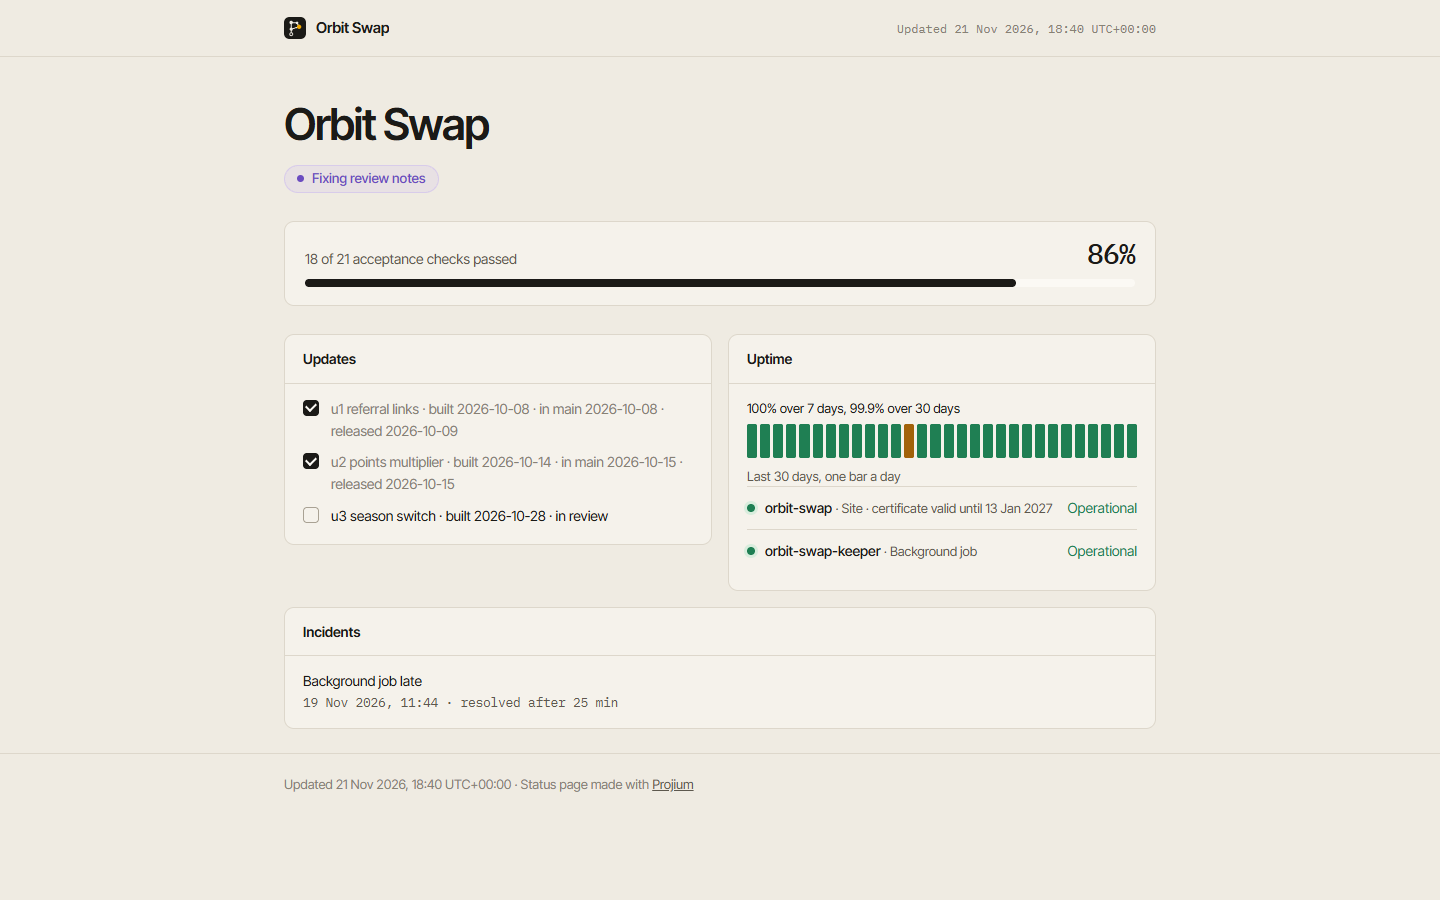 Orbit Swap
Updated 21 Nov 2026, 18:40 UTC+00:00
Orbit Swap
Fixing review notes
18 of 21 acceptance checks passed
86%
Updates
u1 referral links · built 2026-10-08 · in main 2026-10-08 ·
released 2026-10-09
u2 points multiplier · built 2026-10-14 · in main 2026-10-15 ·
released 2026-10-15
u3 season switch · built 2026-10-28 · in review
Uptime
100% over 7 days, 99.9% over 30 days
Last 30 days, one bar a day
orbit-swap · Site · certificate valid until 13 Jan 2027 Operational
orbit-swap-keeper · Background job Operational
Incidents
Background job late
19 Nov 2026, 11:44 · resolved after 25 min
Updated 21 Nov 2026, 18:40 UTC+00:00 · Status page made with Projium